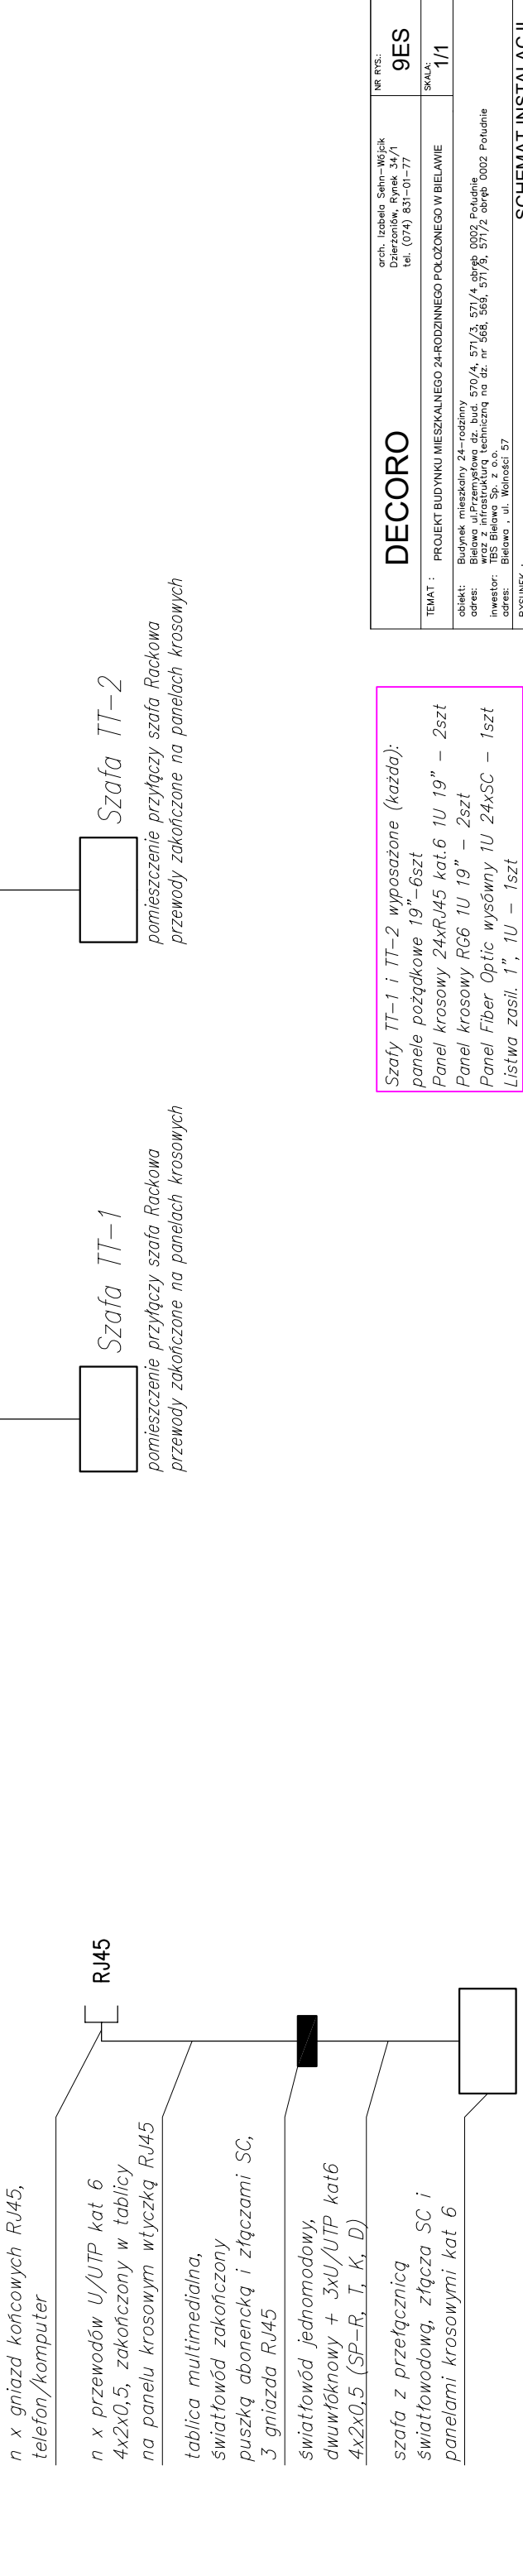 n x gniazd końcowych RJ45,
telefon/komputer
n x przewodów U/UTP kat 6
4x2x0,5, zakończony w tablicy
na panelu krosowym wtyczką RJ45
tablica multimedialna,
światłowód zakończony
puszką abonencką i złączami SC,
3 gniazda RJ45
światłowód jednomodowy,
dwuwłóknowy + 3xU/UTP kat6
4x2x0,5 (SP-R, T, K, D)
szafa z przełącznicą
światłowodową, złącza SC i
panelami krosowymi kat 6
RJ45
Szafa TT-1
pomieszczenie przyłączy szafa Rackowa
przewody zakończone na panelach krosowych
Szafa TT-2
pomieszczenie przyłączy szafa Rackowa
przewody zakończone na panelach krosowych
Szafy TT-1 i TT-2 wyposażone (każda):
panele pożądkowe 19"-6szt
Panel krosowy 24xRJ45 kat.6 1U 19" - 2szt
Panel krosowy RG6 1U 19" - 2szt
Panel Fiber Optic wysówny 1U 24xSC - 1szt
Listwa zasil. 1", 1U - 1szt
DECORO
arch. Izabela Sehn-Wójcik
Dzierżoniów, Rynek 34/1
tel. (074) 831-01-77
NR RYS.:
9ES
TEMAT : PROJEKT BUDYNKU MIESZKALNEGO 24-RODZINNEGO POŁOŻONEGO W BIELAWIE
SKALA:
1/1
obiekt: Budynek mieszkalny 24-rodzinny
adres: Bielawa ul.Przemysłowa dz. bud. 570/4, 571/3, 571/4 obręb 0002 Południe
wraz z infrastrukturą techniczną na dz. nr 568, 569, 571/9, 571/2 obręb 0002 Południe
inwestor: TBS Bielawa Sp. z o.o.
adres: Bielawa , ul. Wolności 57
RYSUNEK :
SCHEMAT INSTALACJI